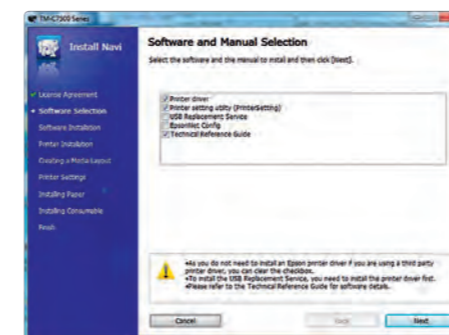 TM-C7500 Series
Install Navi
License Agreement
Software Selection
Software Installation
Printer Installation
Creating a Media Layout
Printer Settings
Installing Paper
Installing Consumable
Finish
Software and Manual Selection
Select the software and the manual to install and then click [Next].
Printer driver
Printer setting utility (PrinterSetting)
USB Replacement Service
EpsonNet Config
Technical Reference Guide
•As you do not need to install an Epson printer driver if you are using a third party
printer driver, you can clear the checkbox.
•To install the USB Replacement Service, you need to install the printer driver first.
•Please refer to the Technical Reference Guide for software details.
Cancel
Back
Next